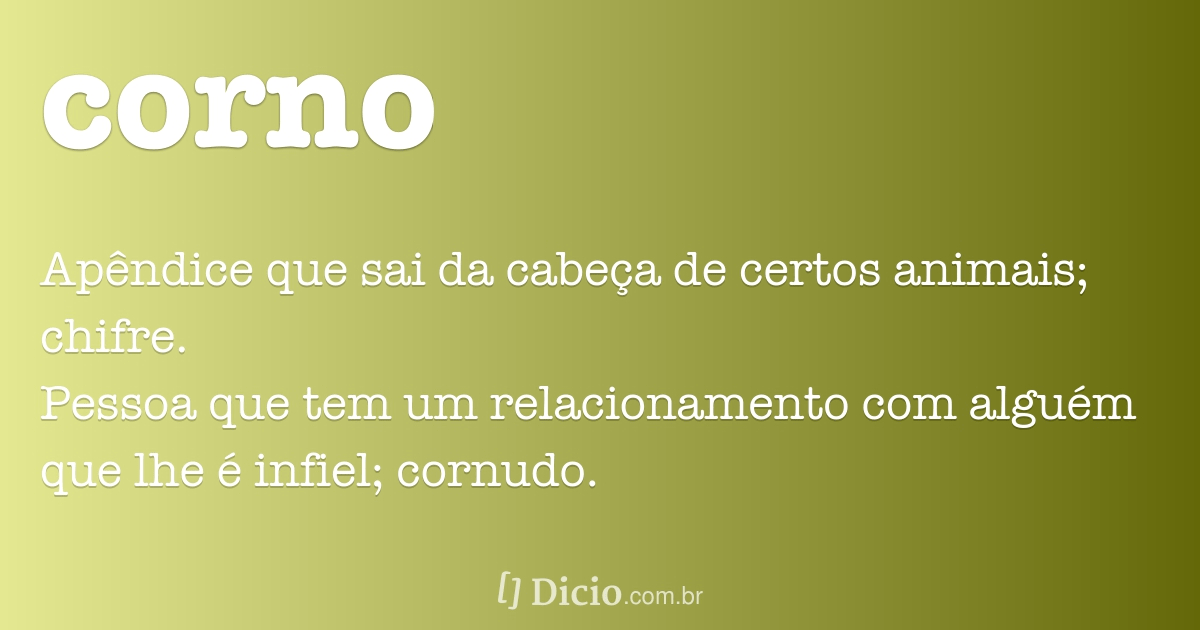 corno
Apêndice que sai da cabeça de certos animais;
chifre.
Pessoa que tem um relacionamento com alguém
que lhe é infiel; cornudo.
[] Dicio.com.br